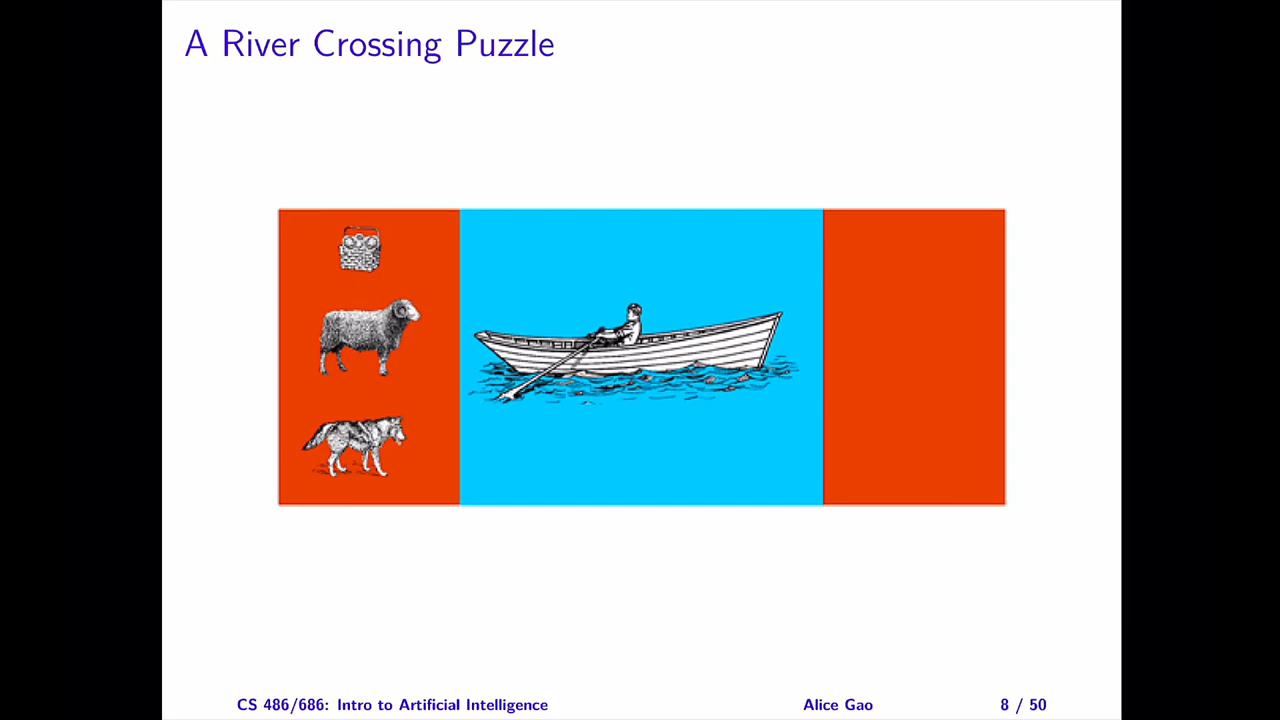 A River Crossing Puzzle
CS 486/686: Intro to Artificial Intelligence
Alice Gao
8 / 50